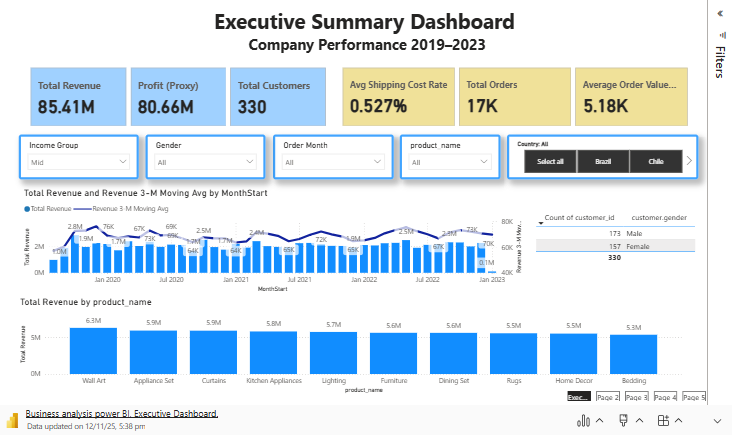 Executive Summary Dashboard
Company Performance 2019–2023
Filters
Total Revenue
85.41M
Profit (Proxy)
80.66M
Total Customers
330
Avg Shipping Cost Rate
0.527%
Total Orders
17K
Average Order Value...
5.18K
Income Group
Mid
Gender
All
Order Month
All
product_name
All
Country: All
Select all
Brazil
Chile
Total Revenue and Revenue 3-M Moving Avg by MonthStart
Total Revenue Revenue 3-M Moving Avg
Total Revenue
2M
0M
1.0M
2.8M
1.9M
76K
1.7M
67K
73K
69K
69K
1.7M
64K
2.5M
1.7M
64K
65K
72K
1.9M
65K
2.5M
67K
73K
70K
0.1M
80K
60K
40K
Revenue 3-M Mov...
Jan 2020 Jul 2020 Jan 2021 Jul 2021 Jan 2022 Jul 2022 Jan 2023
MonthStart
Count of customer_id customer.gender
173 Male
157 Female
330
Total Revenue by product_name
Total Revenue
5M
0M
6.3M 5.9M 5.9M 5.8M 5.7M 5.6M 5.6M 5.5M 5.5M 5.3M
Wall Art Appliance Set Curtains Kitchen Appliances Lighting Furniture Dining Set Rugs Home Decor Bedding
product_name
Exec... Page 2 Page 3 Page 4 Page 5
Business analysis power BI. Executive Dashboard.
Data updated on 12/11/25, 5:38 pm